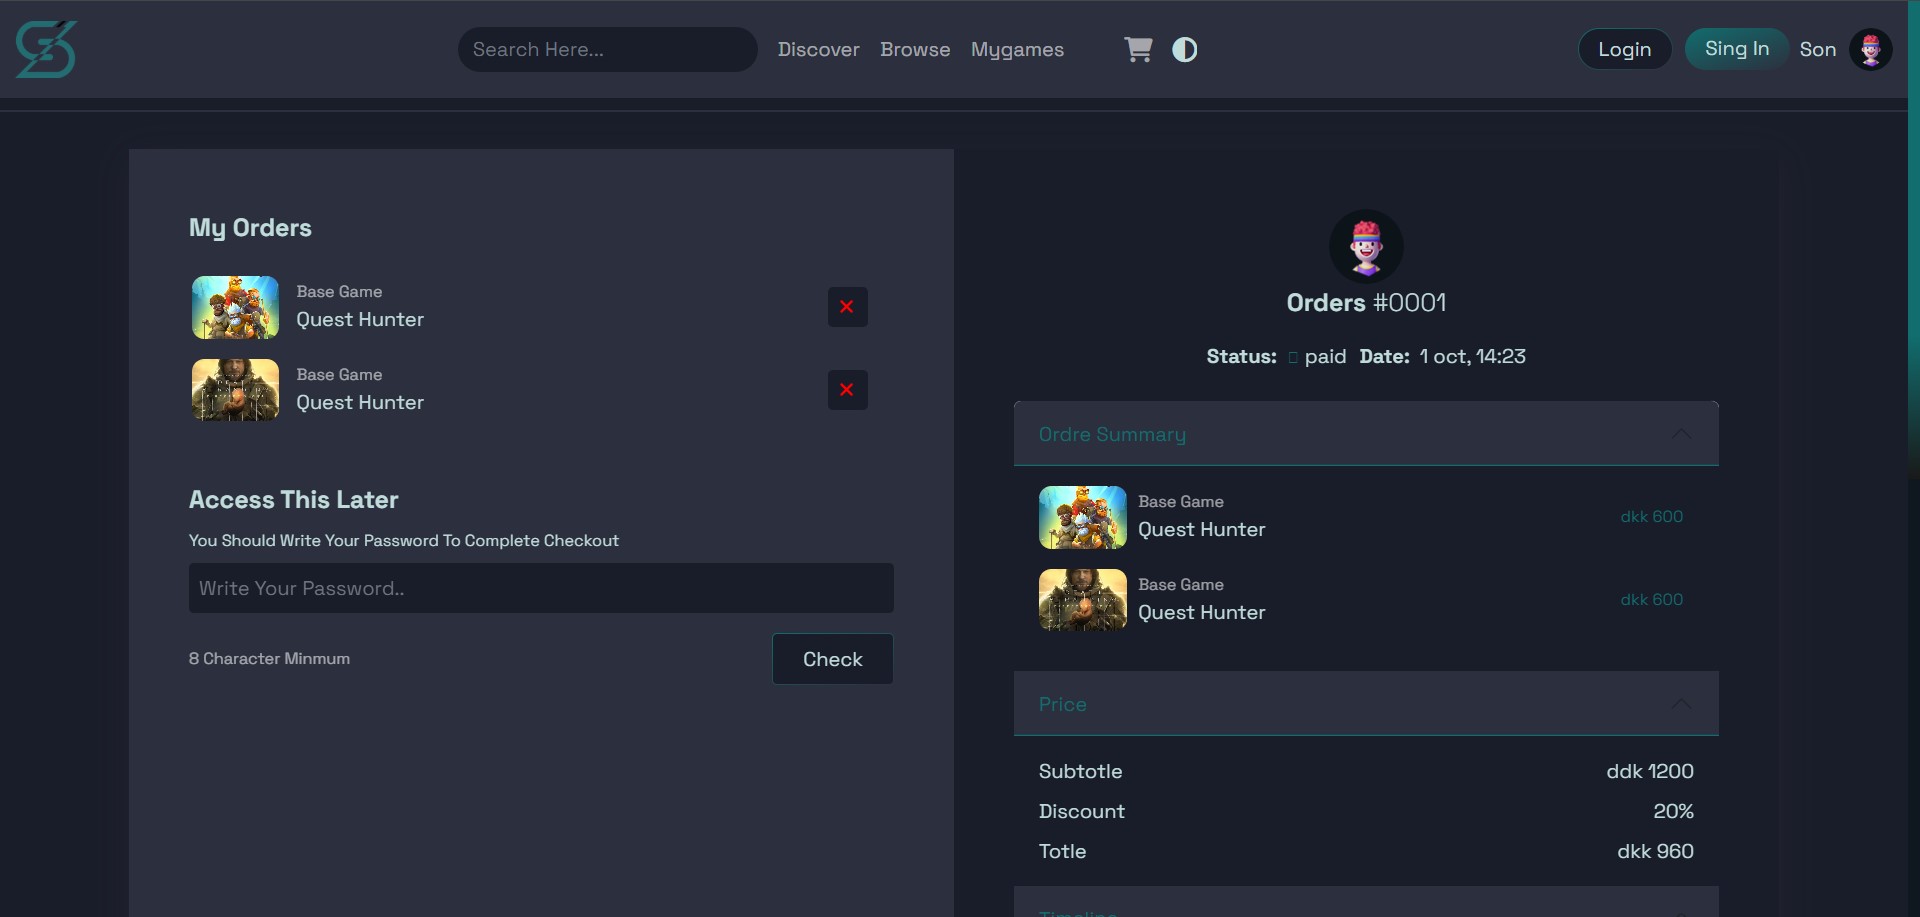 Search Here...
Discover
Browse
Mygames
Login
Sing In
Son
My Orders
Base Game
Quest Hunter
Base Game
Quest Hunter
Access This Later
You Should Write Your Password To Complete Checkout
Write Your Password..
8 Character Minmum
Check
Orders #0001
Status: paid Date: 1 oct, 14:23
Ordre Summary
Base Game
Quest Hunter
dkk 600
Base Game
Quest Hunter
dkk 600
Price
Subtotle
ddk 1200
Discount
20%
Totle
dkk 960